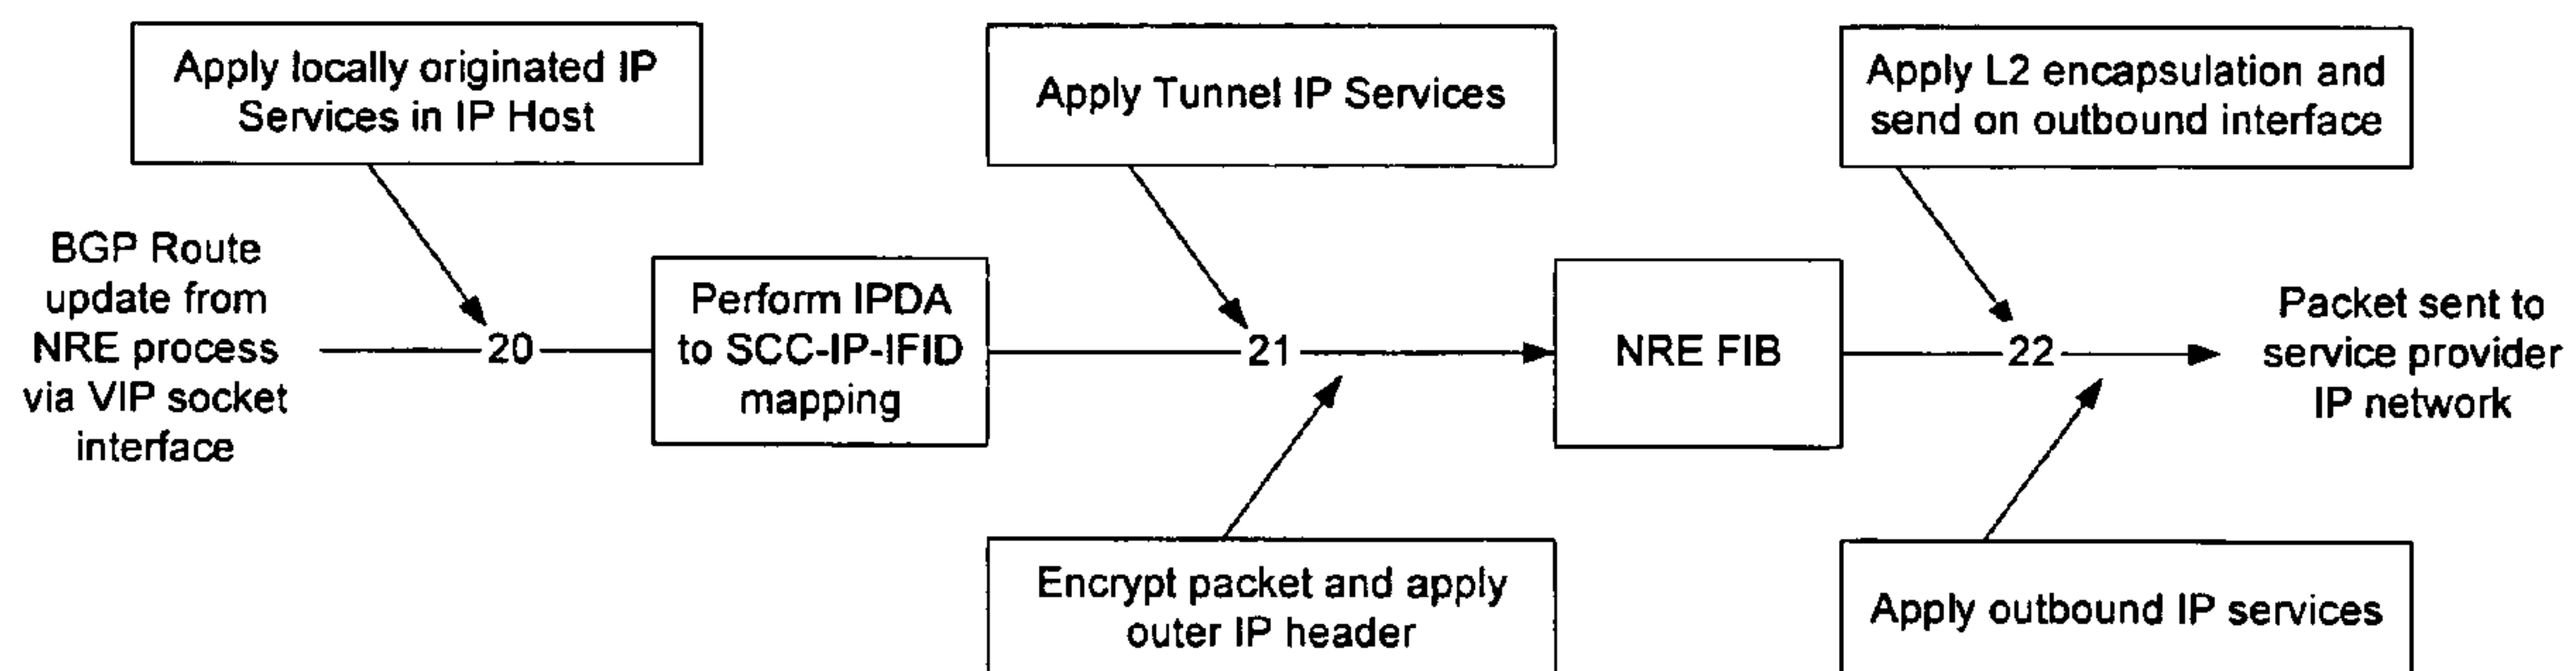 Apply locally originated IP
Services in IP Host
Apply Tunnel IP Services
Apply L2 encapsulation and
send on outbound interface
BGP Route
update from
NRE process
via VIP socket
interface
20
Perform IPDA
to SCC-IP-IFID
mapping
21
NRE FIB
22
Packet sent to
service provider
IP network
Encrypt packet and apply
outer IP header
Apply outbound IP services